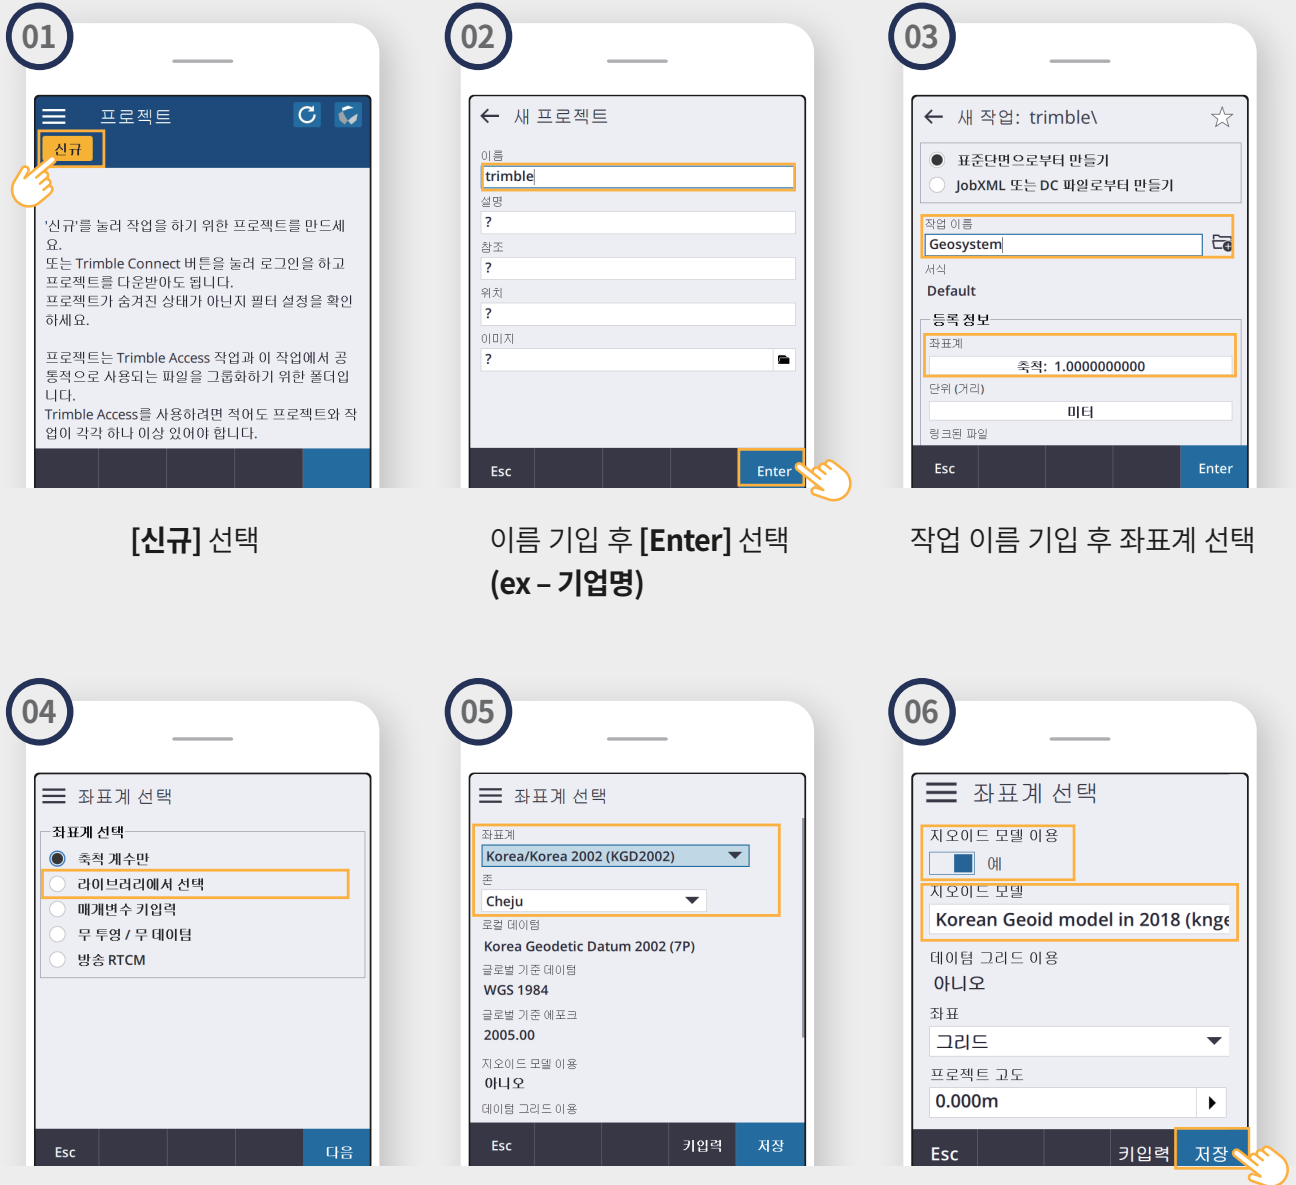 01
프로젝트
신규
'신규'를 눌러 작업을 하기 위한 프로젝트를 만드세
요.
또는 Trimble Connect 버튼을 눌러 로그인을 하고
프로젝트를 다운받아도 됩니다.
프로젝트가 숨겨진 상태가 아닌지 필터 설정을 확인
하세요.
프로젝트는 Trimble Access 작업과 이 작업에서 공
통적으로 사용되는 파일을 그룹화하기 위한 폴더입
니다.
Trimble Access를 사용하려면 적어도 프로젝트와 작
업이 각각 하나 이상 있어야 합니다.
[신규] 선택
02
새 프로젝트
이름
trimble
설명
?
참조
?
위치
?
이미지
?
Esc
Enter
이름 기입 후 [Enter] 선택
(ex – 기업명)
03
새 작업: trimble\
표준단면으로부터 만들기
JobXML 또는 DC 파일로부터 만들기
작업 이름
Geosystem
서식
Default
등록 정보
좌표계
축척: 1.0000000000
단위 (거리)
미터
링크된 파일
Esc
Enter
작업 이름 기입 후 좌표계 선택
04
좌표계 선택
좌표계 선택
축척 계수만
라이브러리에서 선택
매개변수 키입력
무 투영 / 무 데이텀
방송 RTCM
Esc
다음
05
좌표계 선택
좌표계
Korea/Korea 2002 (KGD2002)
존
Cheju
로컬 데이텀
Korea Geodetic Datum 2002 (7P)
글로벌 기준 데이텀
WGS 1984
글로벌 기준 에포크
2005.00
지오이드 모델 이용
아니오
데이텀 그리드 이용
Esc
키입력
저장
06
좌표계 선택
지오이드 모델 이용
예
지오이드 모델
Korean Geoid model in 2018 (knge
데이텀 그리드 이용
아니오
좌표
그리드
프로젝트 고도
0.000m
Esc
키입력
저장